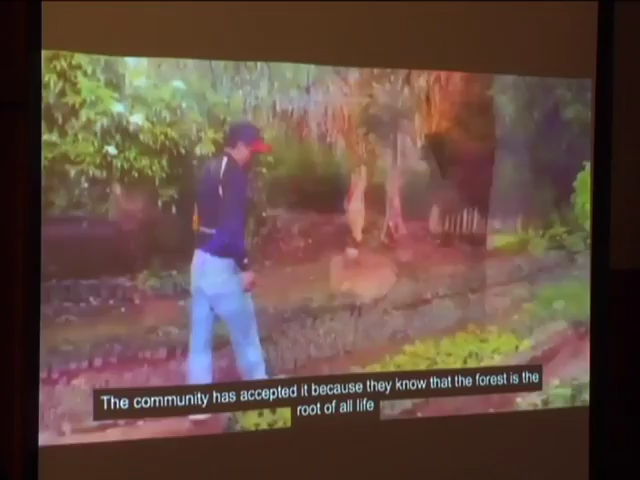 The community has accepted it because they know that the forest is the
root of all life